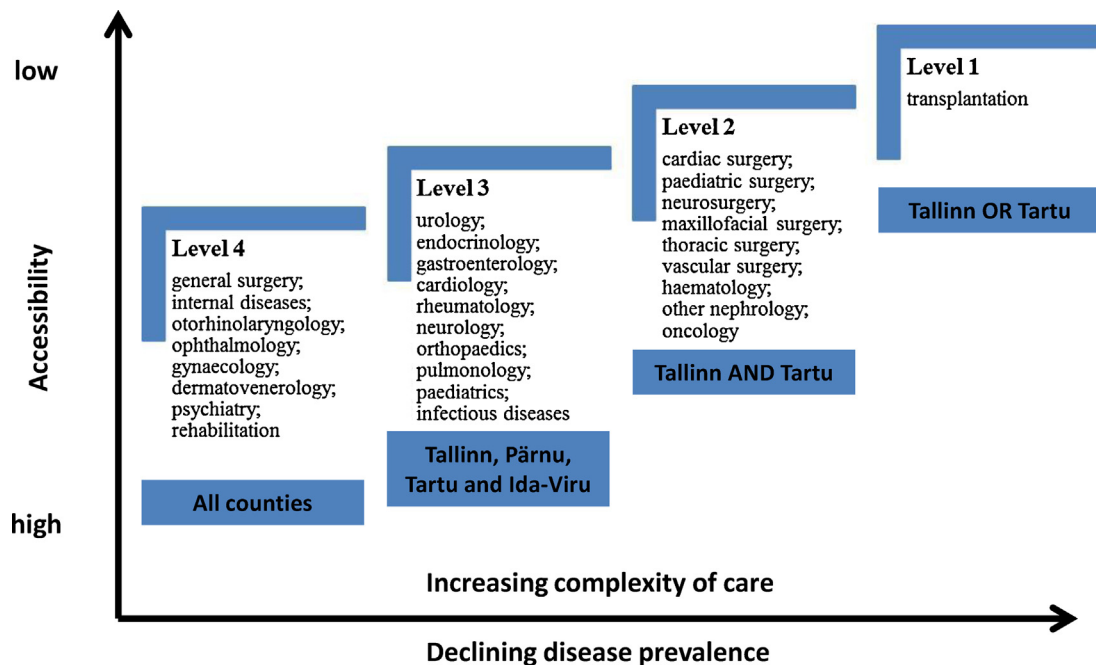 low
Level 1
transplantation
Tallinn OR Tartu
Level 2
cardiac surgery;
paediatric surgery;
neurosurgery;
maxillofacial surgery;
thoracic surgery;
vascular surgery;
haematology;
other nephrology;
oncology
Tallinn AND Tartu
Level 3
urology;
endocrinology;
gastroenterology;
cardiology;
rheumatology;
neurology;
orthopaedics;
pulmonology;
paediatrics;
infectious diseases
Tallinn, Pärnu,
Tartu and Ida-Viru
Level 4
general surgery;
internal diseases;
otorhinolaryngology;
ophthalmology;
gynaecology;
dermatovenerology;
psychiatry;
rehabilitation
All counties
Accessibility
high
Increasing complexity of care
Declining disease prevalence